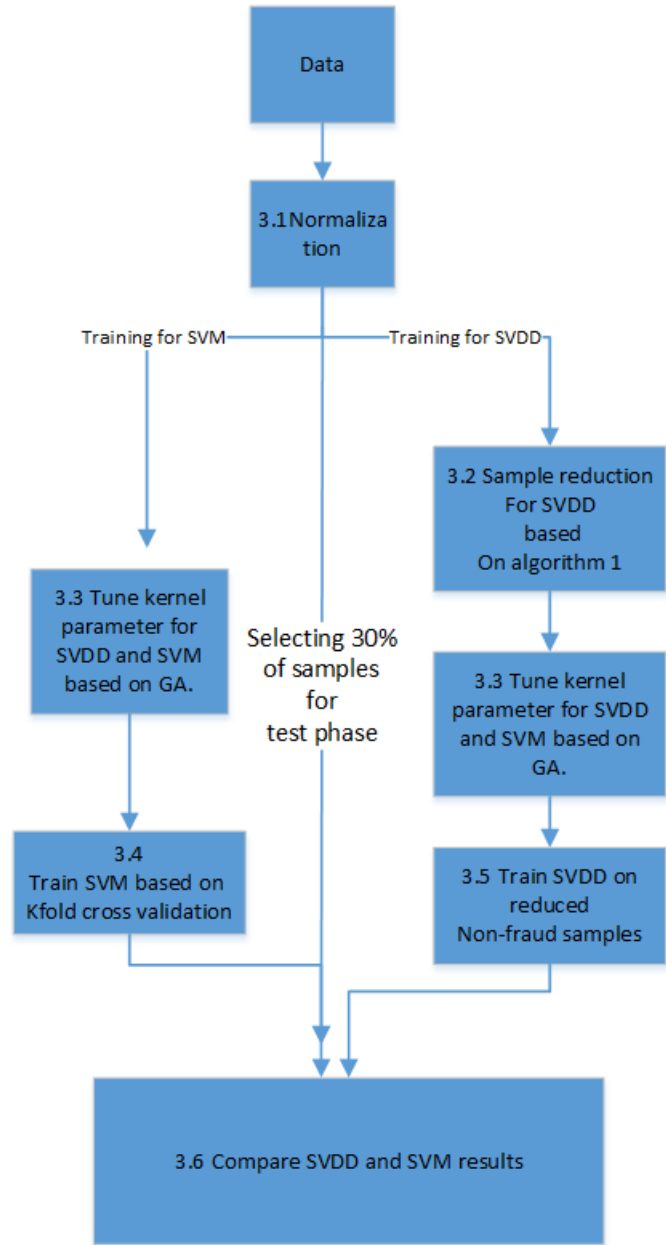 Data
3.1Normaliza
tion
Training for SVM
Training for SVDD
3.2 Sample reduction
For SVDD
based
On algorithm 1
3.3 Tune kernel
parameter for
SVDD and SVM
based on GA.
Selecting 30%
of samples
for
test phase
3.3 Tune kernel
parameter for SVDD
and SVM based on
GA.
3.4
Train SVM based on
Kfold cross validation
3.5 Train SVDD on
reduced
Non-fraud samples
3.6 Compare SVDD and SVM results